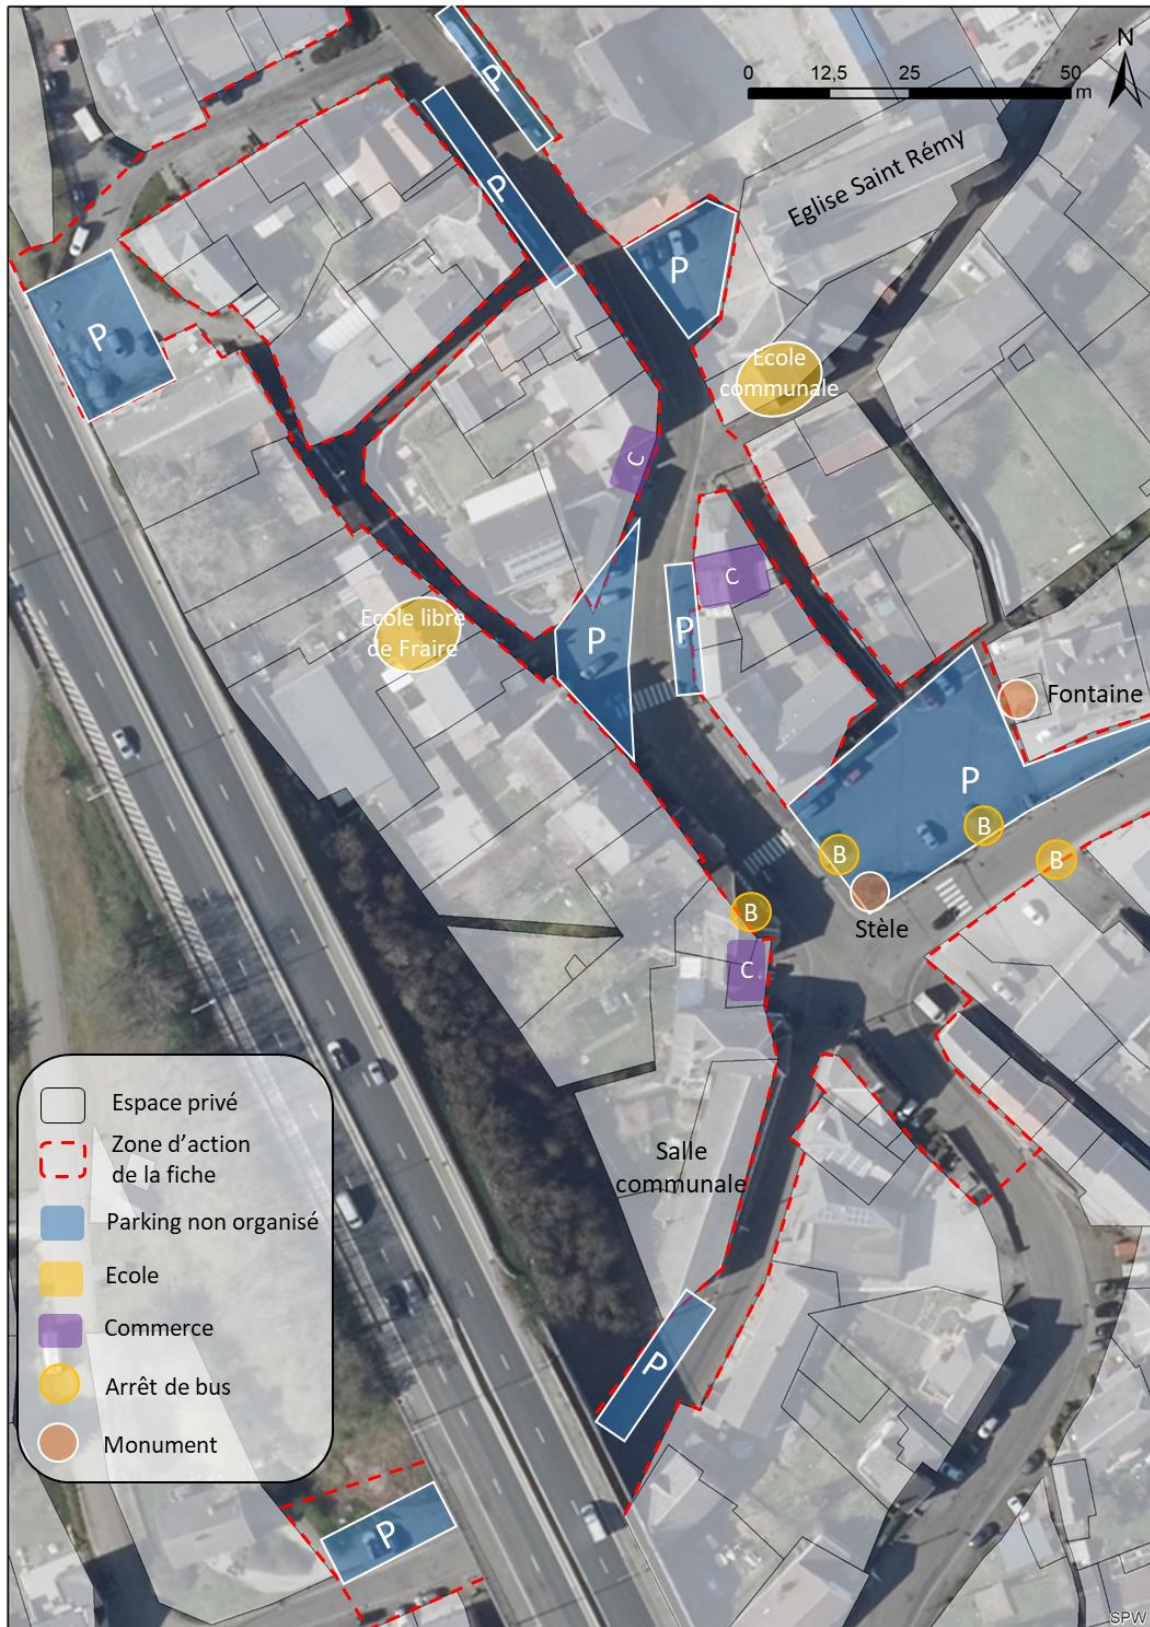 P
N
0 12,5 25 50
m
P
Eglise Saint Rémy
P
P
Ecole
communale
C
C
Ecole libre
de Fraire
P
P
Fontaine
P
B
B
B
B
Stèle
C
Salle
communale
P
P
Espace privé
Zone d’action
de la fiche
Parking non organisé
Ecole
Commerce
Arrêt de bus
Monument
SPW